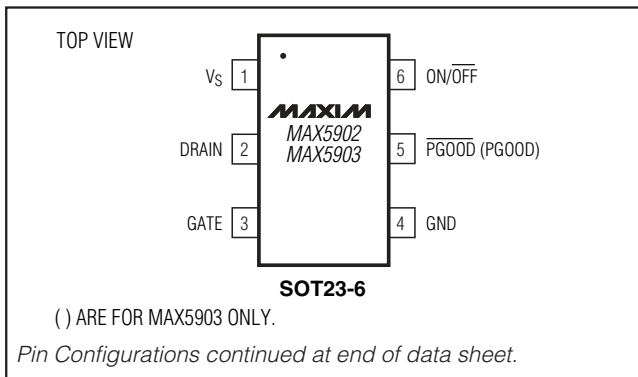 TOP VIEW
VS 1
6 ON/OFF
MAXIM
MAX5902
MAX5903
DRAIN 2
5 PGOOD (PGOOD)
GATE 3
4 GND
SOT23-6
( ) ARE FOR MAX5903 ONLY.
Pin Configurations continued at end of data sheet.